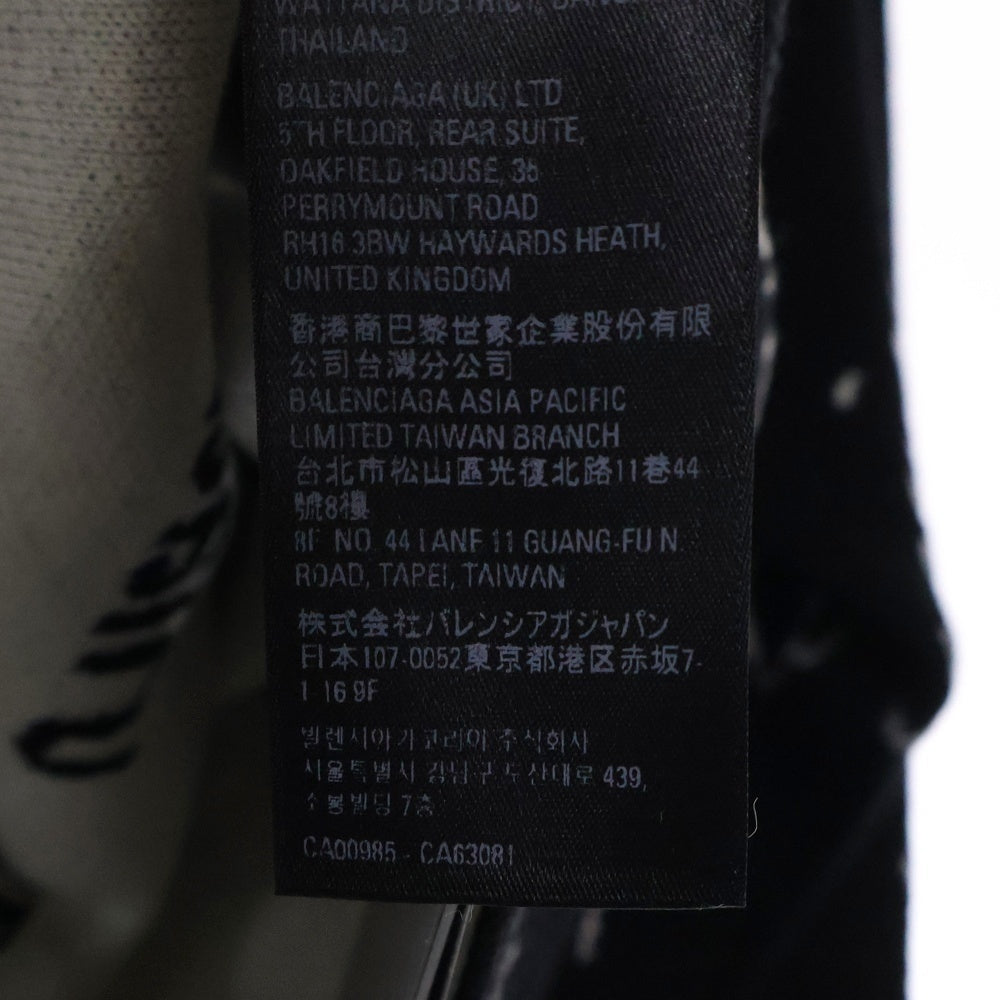 WATTANA DISTRICT,
THAILAND
BALENCIAGA (UK) LTD
5TH FLOOR, REAR SUITE,
OAKFIELD HOUSE, 35
PERRYMOUNT ROAD
RH16 3BW HAYWARDS HEATH,
UNITED KINGDOM
香港商巴黎世家企業股份有限
公司台灣分公司
BALENCIAGA ASIA PACIFIC
LIMITED TAIWAN BRANCH
台北市松山區光復北路11巷44
號8樓
8F NO. 44 LANE 11 GUANG-FU N.
ROAD, TAPEI, TAIWAN
株式会社バレンシアガジャパン
日本107-0052東京都港区赤坂7-
1 16 9F
발렌시아가코리아 주식회사
서울특별시 강남구 도산대로 439,
소봉빌딩 7층
CA00985 - CA63081